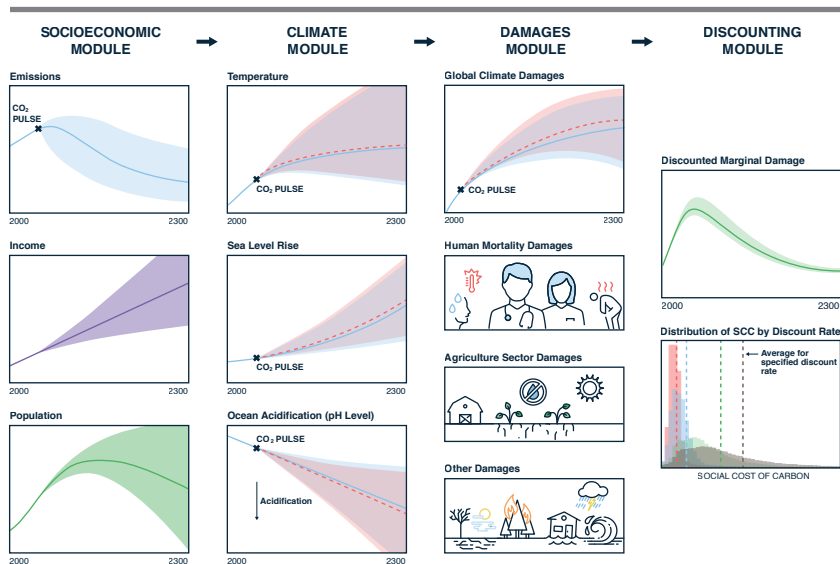 SOCIOECONOMIC
MODULE
CLIMATE
MODULE
DAMAGES
MODULE
DISCOUNTING
MODULE
Emissions
CO₂
PULSE
2000
2300
Income
2000
2300
Population
2000
2300
Temperature
CO₂ PULSE
2000
2300
Sea Level Rise
CO₂ PULSE
2000
2300
Ocean Acidification (pH Level)
CO₂ PULSE
Acidification
2000
2300
Global Climate Damages
CO₂ PULSE
2000
2300
Human Mortality Damages
Agriculture Sector Damages
Other Damages
Discounted Marginal Damage
2000
2300
Distribution of SCC by Discount Rate
Average for
specified discount
rate
SOCIAL COST OF CARBON